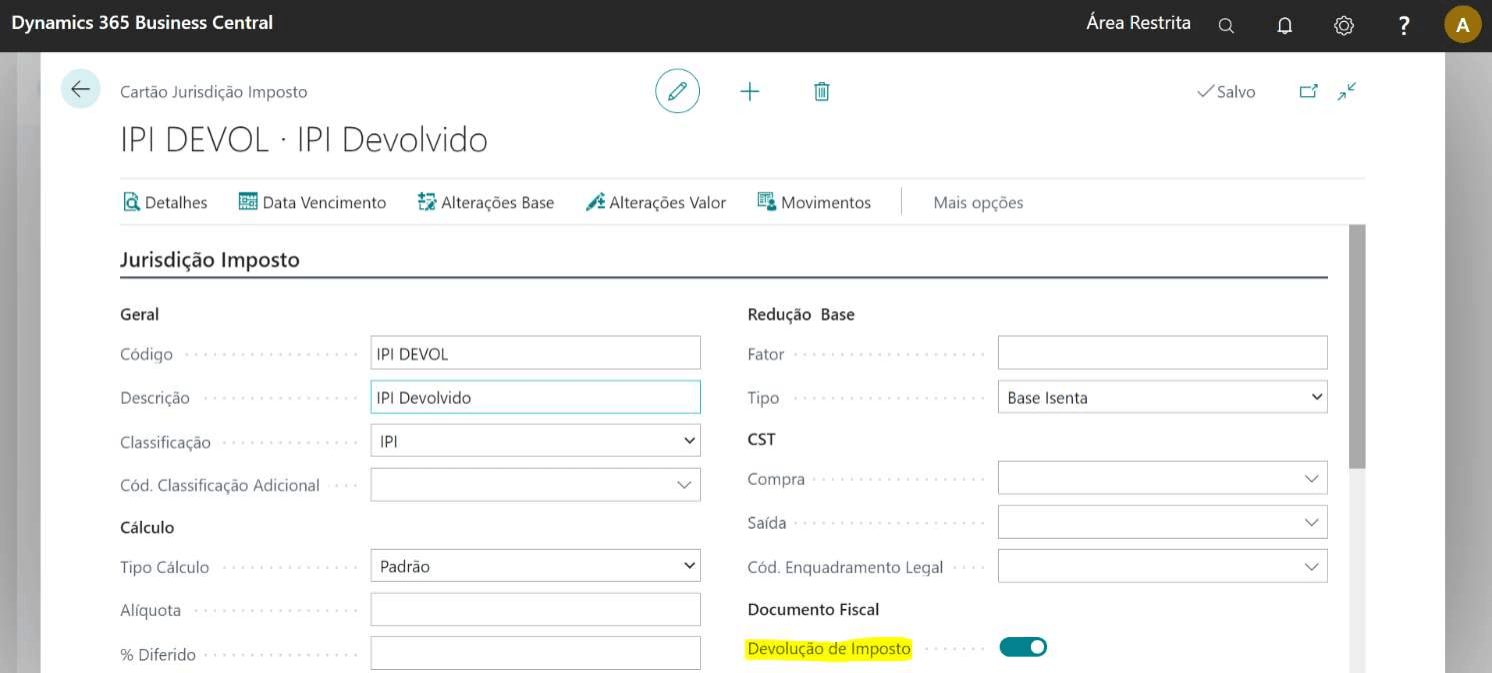 Dynamics 365 Business Central
Área Restrita
?
A
Cartão Jurisdição Imposto
Salvo
IPI DEVOL · IPI Devolvido
Detalhes
Data Vencimento
Alterações Base
Alterações Valor
Movimentos
Mais opções
Jurisdição Imposto
Geral
Código
IPI DEVOL
Descrição
IPI Devolvido
Classificação
IPI
Cód. Classificação Adicional
Cálculo
Tipo Cálculo
Padrão
Alíquota
% Diferido
Redução Base
Fator
Tipo
Base Isenta
CST
Compra
Saída
Cód. Enquadramento Legal
Documento Fiscal
Devolução de Imposto